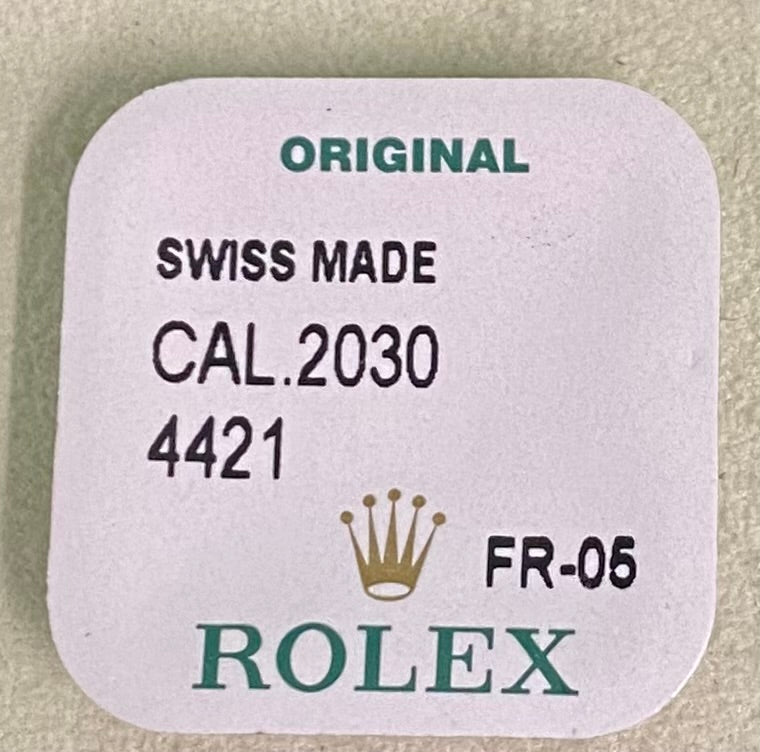 ORIGINAL
SWISS MADE
CAL.2030
4421
FR-05
ROLEX